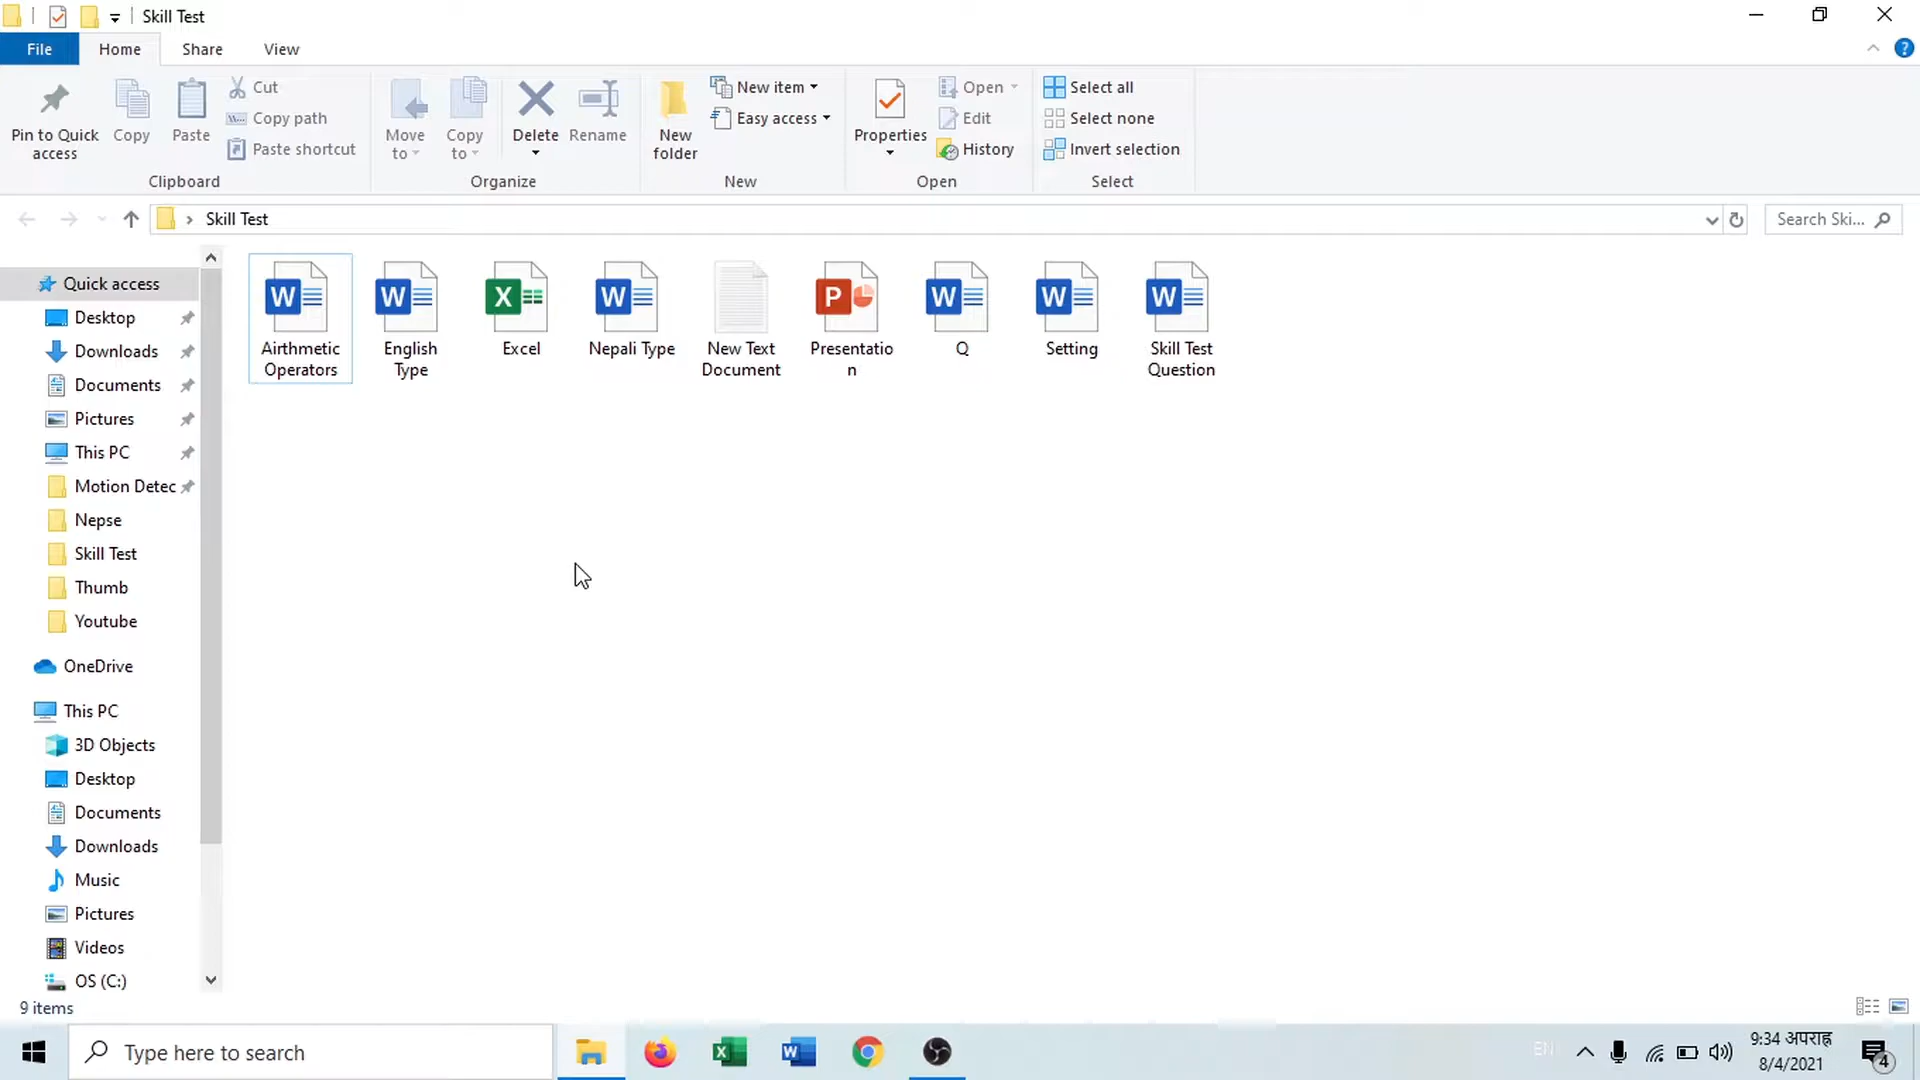 Skill Test
File Home Share View
Pin to Quick access
Copy
Paste
Cut
Copy path
Paste shortcut
Clipboard
Move to
Copy to
Delete
Rename
Organize
New folder
New item
Easy access
New
Properties
Open
Edit
History
Open
Select all
Select none
Invert selection
Select
Skill Test
Search Ski...
Quick access
Desktop
Downloads
Documents
Pictures
This PC
Motion Detec
Nepse
Skill Test
Thumb
Youtube
OneDrive
This PC
3D Objects
Desktop
Documents
Downloads
Music
Pictures
Videos
OS (C:)
Airthmetic
Operators
English
Type
Excel
Nepali Type
New Text
Document
Presentatio
n
Q
Setting
Skill Test
Question
9 items
Type here to search
EN
9:34 अपराह्न
8/4/2021
4